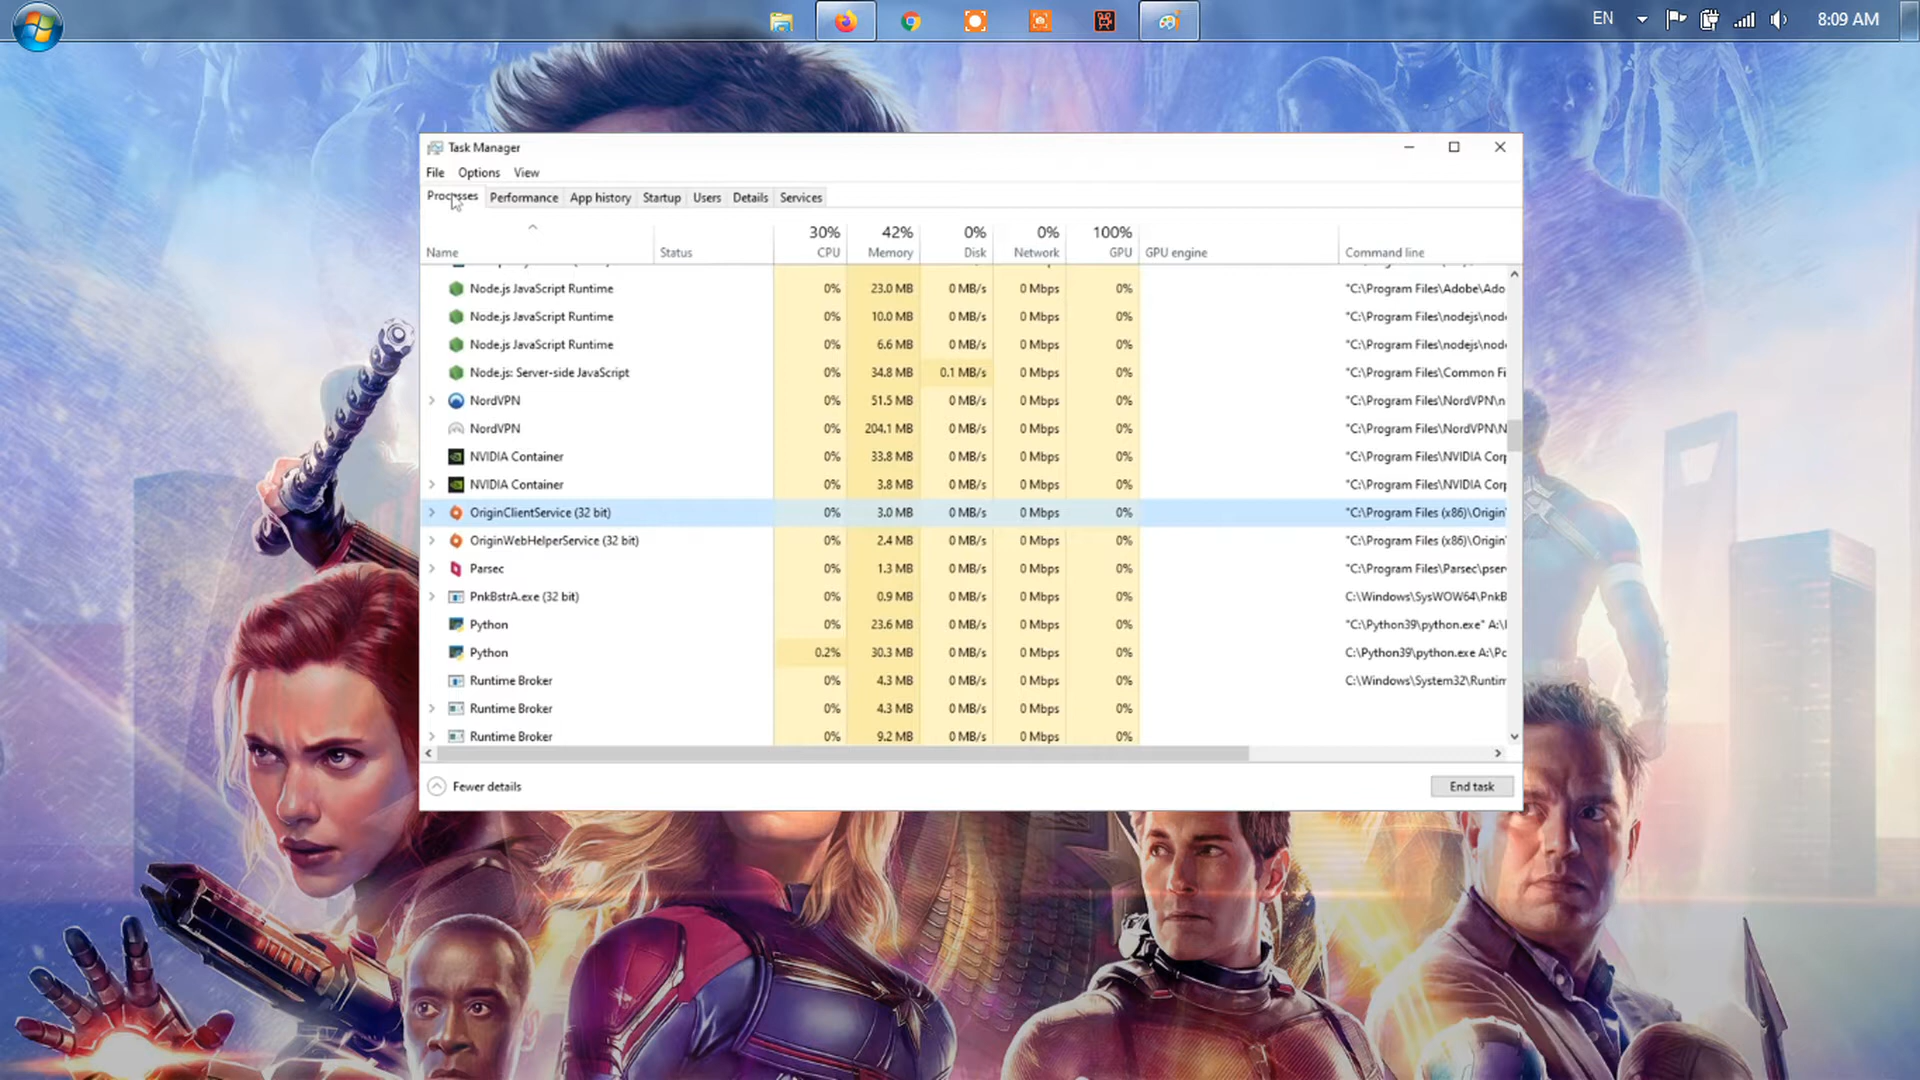 EN 8:09 AM
Task Manager
File Options View
Processes Performance App history Startup Users Details Services
30% 42% 0% 0% 100%
Name Status CPU Memory Disk Network GPU GPU engine Command line
Node.js JavaScript Runtime 0% 23.0 MB 0 MB/s 0 Mbps 0% "C:\Program Files\Adobe\Ado
Node.js JavaScript Runtime 0% 10.0 MB 0 MB/s 0 Mbps 0% "C:\Program Files\nodejs\nod
Node.js JavaScript Runtime 0% 6.6 MB 0 MB/s 0 Mbps 0% "C:\Program Files\nodejs\nod
Node.js: Server-side JavaScript 0% 34.8 MB 0.1 MB/s 0 Mbps 0% "C:\Program Files\Common Fi
NordVPN 0% 51.5 MB 0 MB/s 0 Mbps 0% "C:\Program Files\NordVPN\n
NordVPN 0% 204.1 MB 0 MB/s 0 Mbps 0% "C:\Program Files\NordVPN\N
NVIDIA Container 0% 33.8 MB 0 MB/s 0 Mbps 0% "C:\Program Files\NVIDIA Corp
NVIDIA Container 0% 3.8 MB 0 MB/s 0 Mbps 0% "C:\Program Files\NVIDIA Corp
OriginClientService (32 bit) 0% 3.0 MB 0 MB/s 0 Mbps 0% "C:\Program Files (x86)\Origin\
OriginWebHelperService (32 bit) 0% 2.4 MB 0 MB/s 0 Mbps 0% "C:\Program Files (x86)\Origin\
Parsec 0% 1.3 MB 0 MB/s 0 Mbps 0% "C:\Program Files\Parsec\pser
PnkBstrA.exe (32 bit) 0% 0.9 MB 0 MB/s 0 Mbps 0% C:\Windows\SysWOW64\PnkB
Python 0% 23.6 MB 0 MB/s 0 Mbps 0% "C:\Python39\python.exe" A:\
Python 0.2% 30.3 MB 0 MB/s 0 Mbps 0% C:\Python39\python.exe A:\Pc
Runtime Broker 0% 4.3 MB 0 MB/s 0 Mbps 0% C:\Windows\System32\Runtim
Runtime Broker 0% 4.3 MB 0 MB/s 0 Mbps 0%
Runtime Broker 0% 9.2 MB 0 MB/s 0 Mbps 0%
Fewer details End task